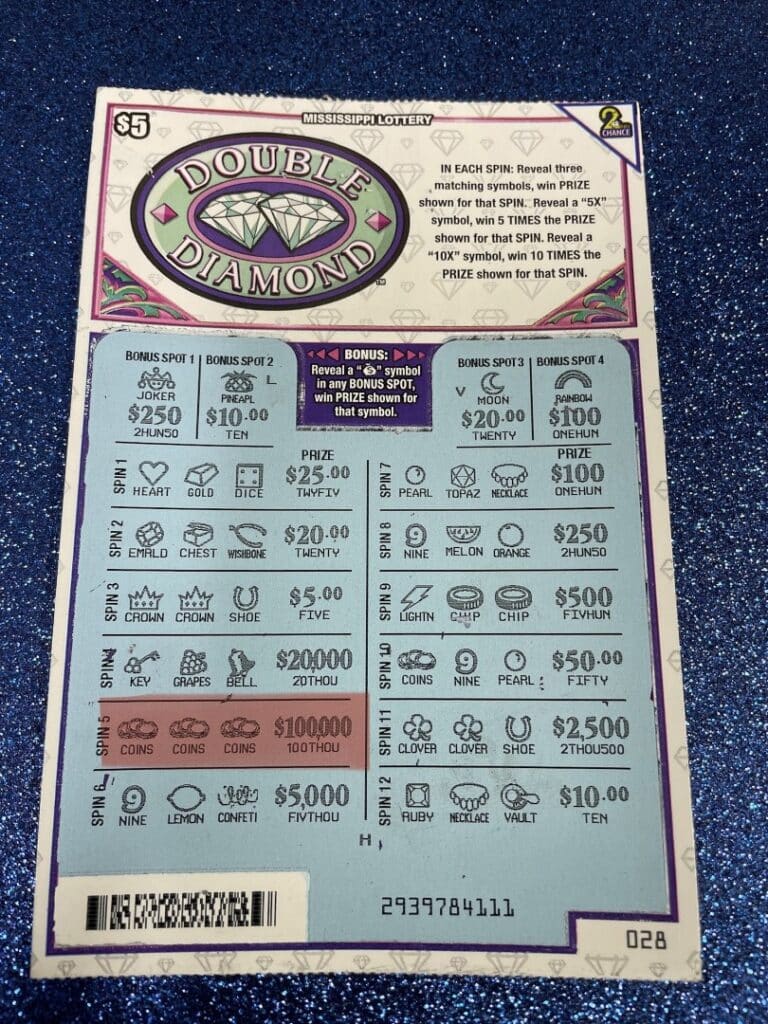 $5
MISSISSIPPI LOTTERY
2nd
CHANCE
DOUBLE
DIAMOND
TM
IN EACH SPIN: Reveal three
matching symbols, win PRIZE
shown for that SPIN. Reveal a "5X"
symbol, win 5 TIMES the PRIZE
shown for that SPIN. Reveal a
"10X" symbol, win 10 TIMES the
PRIZE shown for that SPIN.
BONUS SPOT 1
JOKER
$250
2HUN50
BONUS SPOT 2
L
PINEAPL
$10.00
TEN
BONUS:
Reveal a " $ " symbol
in any BONUS SPOT,
win PRIZE shown for
that symbol.
BONUS SPOT 3
V
MOON
$20.00
TWENTY
BONUS SPOT 4
RAINBOW
$100
ONEHUN
PRIZE
SPIN 1
$25.00
HEART GOLD DICE TWYFIV
SPIN 2
$20.00
EMRLD CHEST WISHBONE TWENTY
SPIN 3
$5.00
CROWN CROWN SHOE FIVE
SPIN 4
$20,000
KEY GRAPES BELL 20THOU
SPIN 5
$100,000
COINS COINS COINS 100THOU
SPIN 6
9 $5,000
NINE LEMON CONFETI FIVTHOU
PRIZE
SPIN 7
$100
PEARL TOPAZ NECKLACE ONEHUN
SPIN 8
9 $250
NINE MELON ORANGE 2HUN50
SPIN 9
$500
LIGHTN CHIP CHIP FIVHUN
SPIN 10
9 $50.00
COINS NINE PEARL FIFTY
SPIN 11
$2,500
CLOVER CLOVER SHOE 2THOU500
SPIN 12
$10.00
RUBY NECKLACE VAULT TEN
H
2939784111
028